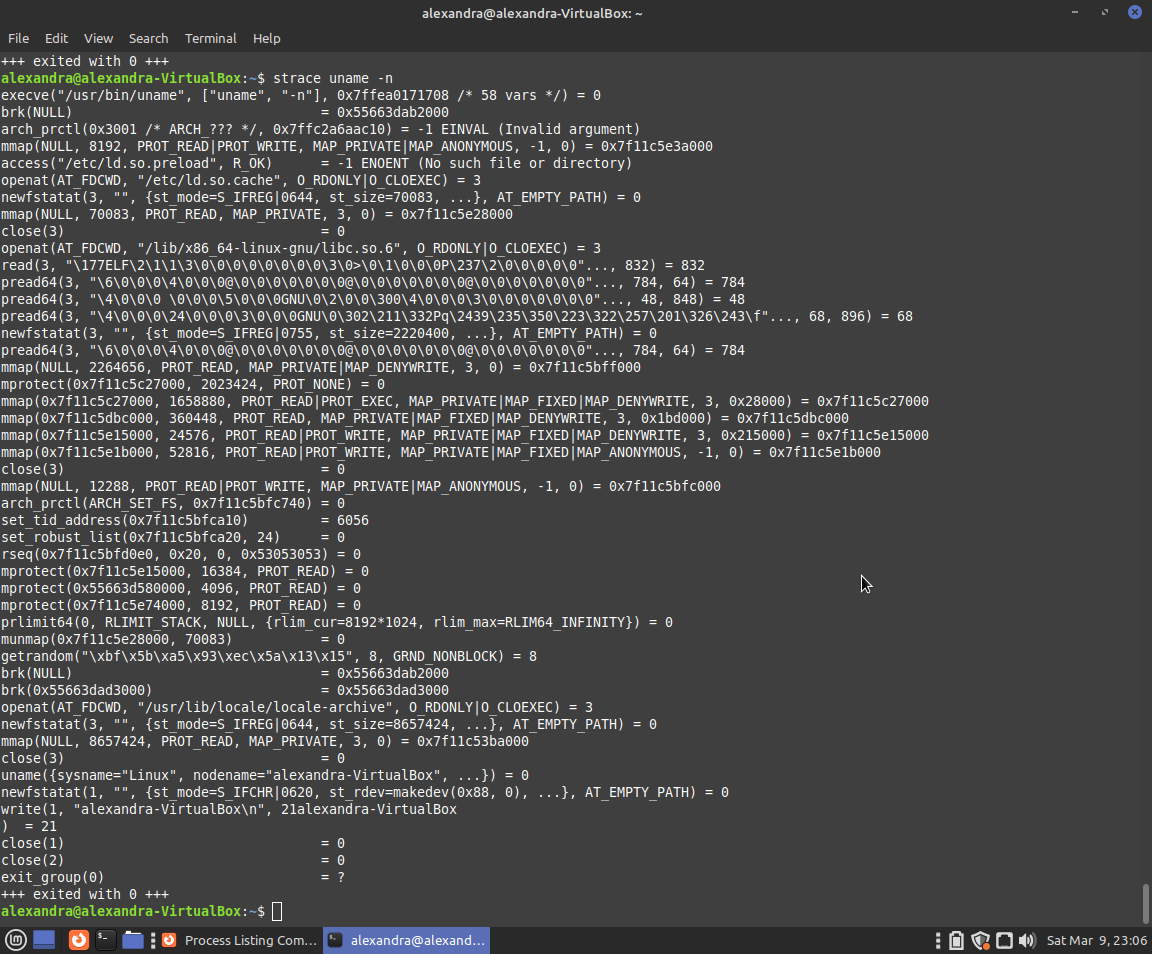 alexandra@alexandra-VirtualBox: ~
File Edit View Search Terminal Help
+++ exited with 0 +++
alexandra@alexandra-VirtualBox:~$ strace uname -n
execve("/usr/bin/uname", ["uname", "-n"], 0x7ffea0171708 /* 58 vars */) = 0
brk(NULL)                               = 0x55663dab2000
arch_prctl(0x3001 /* ARCH_??? */, 0x7ffc2a6aac10) = -1 EINVAL (Invalid argument)
mmap(NULL, 8192, PROT_READ|PROT_WRITE, MAP_PRIVATE|MAP_ANONYMOUS, -1, 0) = 0x7f11c5e3a000
access("/etc/ld.so.preload", R_OK)      = -1 ENOENT (No such file or directory)
openat(AT_FDCWD, "/etc/ld.so.cache", O_RDONLY|O_CLOEXEC) = 3
newfstatat(3, "", {st_mode=S_IFREG|0644, st_size=70083, ...}, AT_EMPTY_PATH) = 0
mmap(NULL, 70083, PROT_READ, MAP_PRIVATE, 3, 0) = 0x7f11c5e28000
close(3)                                = 0
openat(AT_FDCWD, "/lib/x86_64-linux-gnu/libc.so.6", O_RDONLY|O_CLOEXEC) = 3
read(3, "\177ELF\2\1\1\3\0\0\0\0\0\0\0\0\3\0>\0\1\0\0\0P\237\2\0\0\0\0\0"..., 832) = 832
pread64(3, "\6\0\0\0\4\0\0\0@\0\0\0\0\0\0\0@\0\0\0\0\0\0\0@\0\0\0\0\0\0\0"..., 784, 64) = 784
pread64(3, "\4\0\0\0 \0\0\0\5\0\0\0GNU\0\2\0\0\300\4\0\0\0\3\0\0\0\0\0\0\0"..., 48, 848) = 48
pread64(3, "\4\0\0\0\24\0\0\0\3\0\0\0GNU\0\302\211\332Pq\2439\235\350\223\322\257\201\326\243\f"..., 68, 896) = 68
newfstatat(3, "", {st_mode=S_IFREG|0755, st_size=2220400, ...}, AT_EMPTY_PATH) = 0
pread64(3, "\6\0\0\0\4\0\0\0@\0\0\0\0\0\0\0@\0\0\0\0\0\0\0@\0\0\0\0\0\0\0"..., 784, 64) = 784
mmap(NULL, 2264656, PROT_READ, MAP_PRIVATE|MAP_DENYWRITE, 3, 0) = 0x7f11c5bff000
mprotect(0x7f11c5c27000, 2023424, PROT_NONE) = 0
mmap(0x7f11c5c27000, 1658880, PROT_READ|PROT_EXEC, MAP_PRIVATE|MAP_FIXED|MAP_DENYWRITE, 3, 0x28000) = 0x7f11c5c27000
mmap(0x7f11c5dbc000, 360448, PROT_READ, MAP_PRIVATE|MAP_FIXED|MAP_DENYWRITE, 3, 0x1bd000) = 0x7f11c5dbc000
mmap(0x7f11c5e15000, 24576, PROT_READ|PROT_WRITE, MAP_PRIVATE|MAP_FIXED|MAP_DENYWRITE, 3, 0x215000) = 0x7f11c5e15000
mmap(0x7f11c5e1b000, 52816, PROT_READ|PROT_WRITE, MAP_PRIVATE|MAP_FIXED|MAP_ANONYMOUS, -1, 0) = 0x7f11c5e1b000
close(3)                                = 0
mmap(NULL, 12288, PROT_READ|PROT_WRITE, MAP_PRIVATE|MAP_ANONYMOUS, -1, 0) = 0x7f11c5bfc000
arch_prctl(ARCH_SET_FS, 0x7f11c5bfc740) = 0
set_tid_address(0x7f11c5bfca10)         = 6056
set_robust_list(0x7f11c5bfca20, 24)     = 0
rseq(0x7f11c5bfd0e0, 0x20, 0, 0x53053053) = 0
mprotect(0x7f11c5e15000, 16384, PROT_READ) = 0
mprotect(0x55663d580000, 4096, PROT_READ) = 0
mprotect(0x7f11c5e74000, 8192, PROT_READ) = 0
prlimit64(0, RLIMIT_STACK, NULL, {rlim_cur=8192*1024, rlim_max=RLIM64_INFINITY}) = 0
munmap(0x7f11c5e28000, 70083)           = 0
getrandom("\xbf\x5b\xa5\x93\xec\x5a\x13\x15", 8, GRND_NONBLOCK) = 8
brk(NULL)                               = 0x55663dab2000
brk(0x55663dad3000)                     = 0x55663dad3000
openat(AT_FDCWD, "/usr/lib/locale/locale-archive", O_RDONLY|O_CLOEXEC) = 3
newfstatat(3, "", {st_mode=S_IFREG|0644, st_size=8657424, ...}, AT_EMPTY_PATH) = 0
mmap(NULL, 8657424, PROT_READ, MAP_PRIVATE, 3, 0) = 0x7f11c53ba000
close(3)                                = 0
uname({sysname="Linux", nodename="alexandra-VirtualBox", ...}) = 0
newfstatat(1, "", {st_mode=S_IFCHR|0620, st_rdev=makedev(0x88, 0), ...}, AT_EMPTY_PATH) = 0
write(1, "alexandra-VirtualBox\n", 21alexandra-VirtualBox
)  = 21
close(1)                                = 0
close(2)                                = 0
exit_group(0)                           = ?
+++ exited with 0 +++
alexandra@alexandra-VirtualBox:~$
Process Listing Com... alexandra@alexand... Sat Mar 9, 23:06